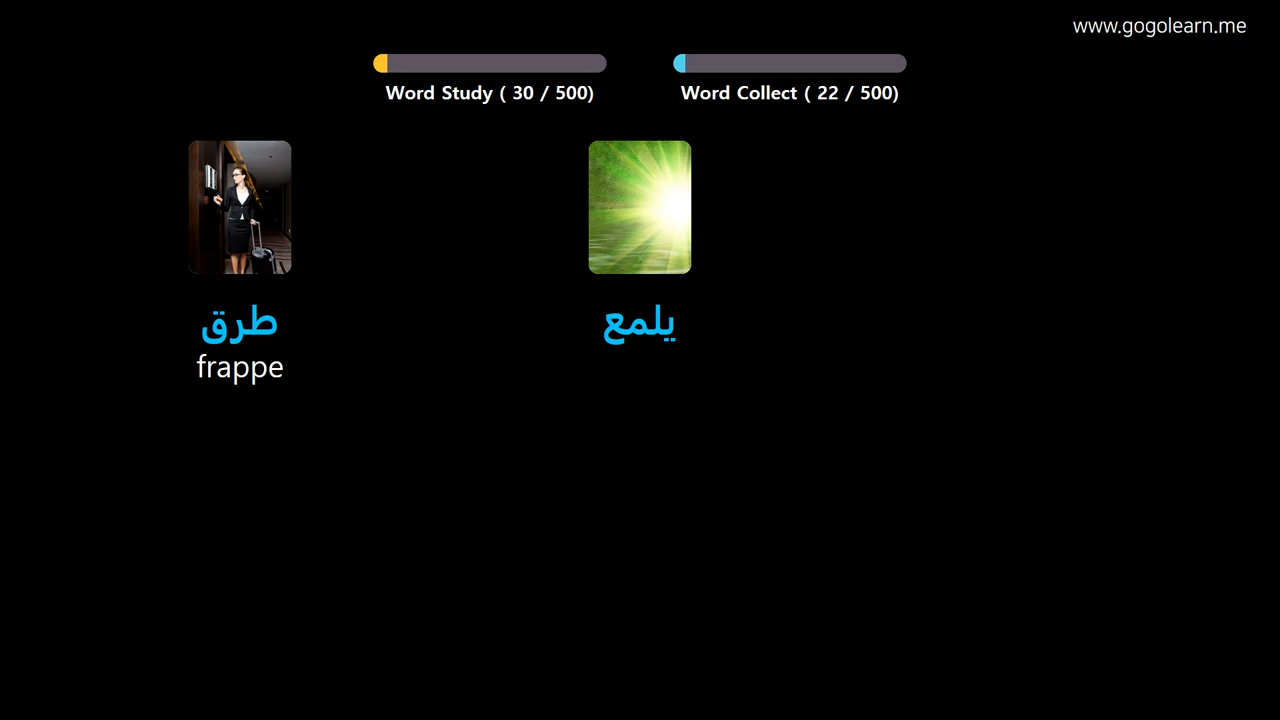 www.gogolearn.me
Word Study ( 30 / 500)
Word Collect ( 22 / 500)
طرق
frappe
يلمع